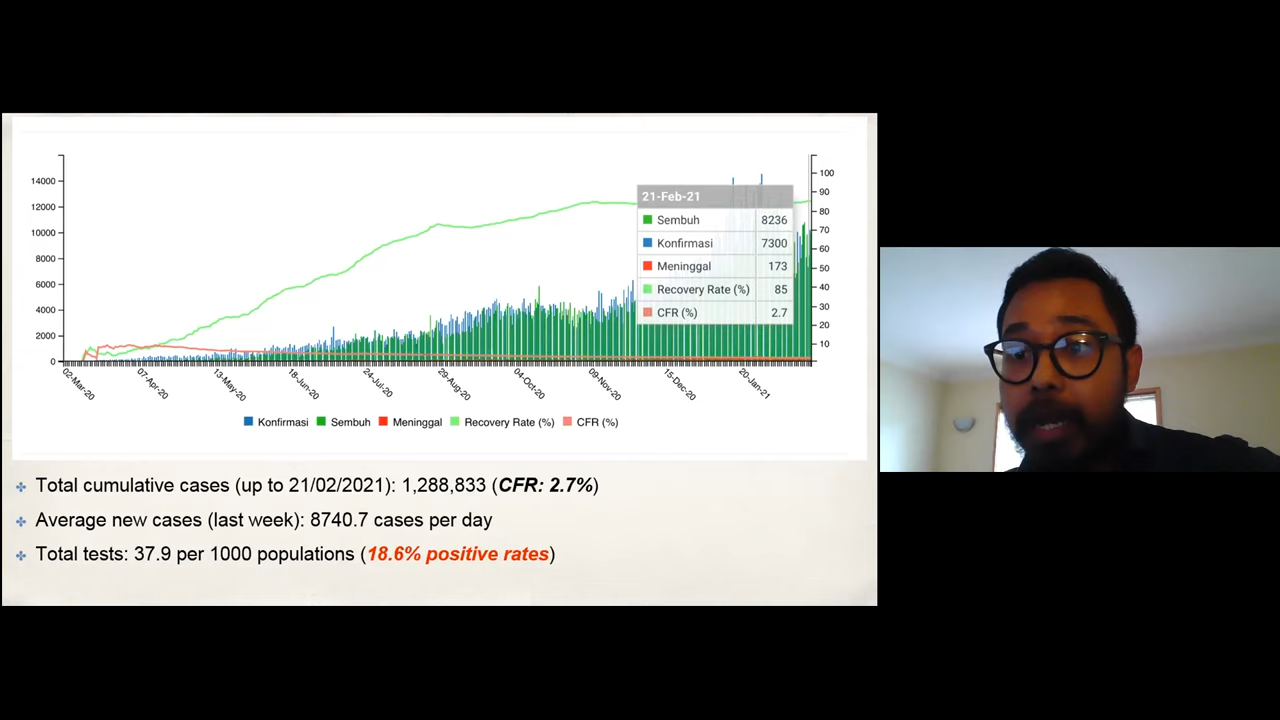 14000
12000
10000
8000
6000
4000
2000
0
100
90
80
70
60
50
40
30
20
10
21-Feb-21
Sembuh 8236
Konfirmasi 7300
Meninggal 173
Recovery Rate (%) 85
CFR (%) 2.7
02-Mar-20
07-Apr-20
13-May-20
18-Jun-20
24-Jul-20
29-Aug-20
04-Oct-20
09-Nov-20
15-Dec-20
20-Jan-21
Konfirmasi Sembuh Meninggal Recovery Rate (%) CFR (%)
Total cumulative cases (up to 21/02/2021): 1,288,833 (CFR: 2.7%)
Average new cases (last week): 8740.7 cases per day
Total tests: 37.9 per 1000 populations (18.6% positive rates)